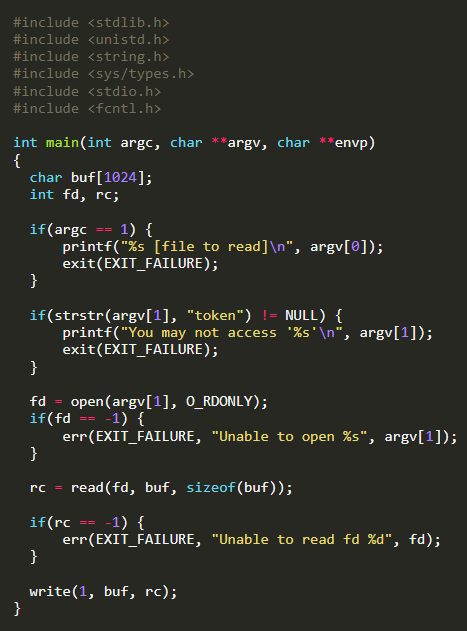 #include <stdlib.h>
#include <unistd.h>
#include <string.h>
#include <sys/types.h>
#include <stdio.h>
#include <fcntl.h>

int main(int argc, char **argv, char **envp)
{
  char buf[1024];
  int fd, rc;

  if(argc == 1) {
      printf("%s [file to read]\n", argv[0]);
      exit(EXIT_FAILURE);
  }

  if(strstr(argv[1], "token") != NULL) {
      printf("You may not access '%s'\n", argv[1]);
      exit(EXIT_FAILURE);
  }

  fd = open(argv[1], O_RDONLY);
  if(fd == -1) {
      err(EXIT_FAILURE, "Unable to open %s", argv[1]);
  }

  rc = read(fd, buf, sizeof(buf));

  if(rc == -1) {
      err(EXIT_FAILURE, "Unable to read fd %d", fd);
  }

  write(1, buf, rc);
}